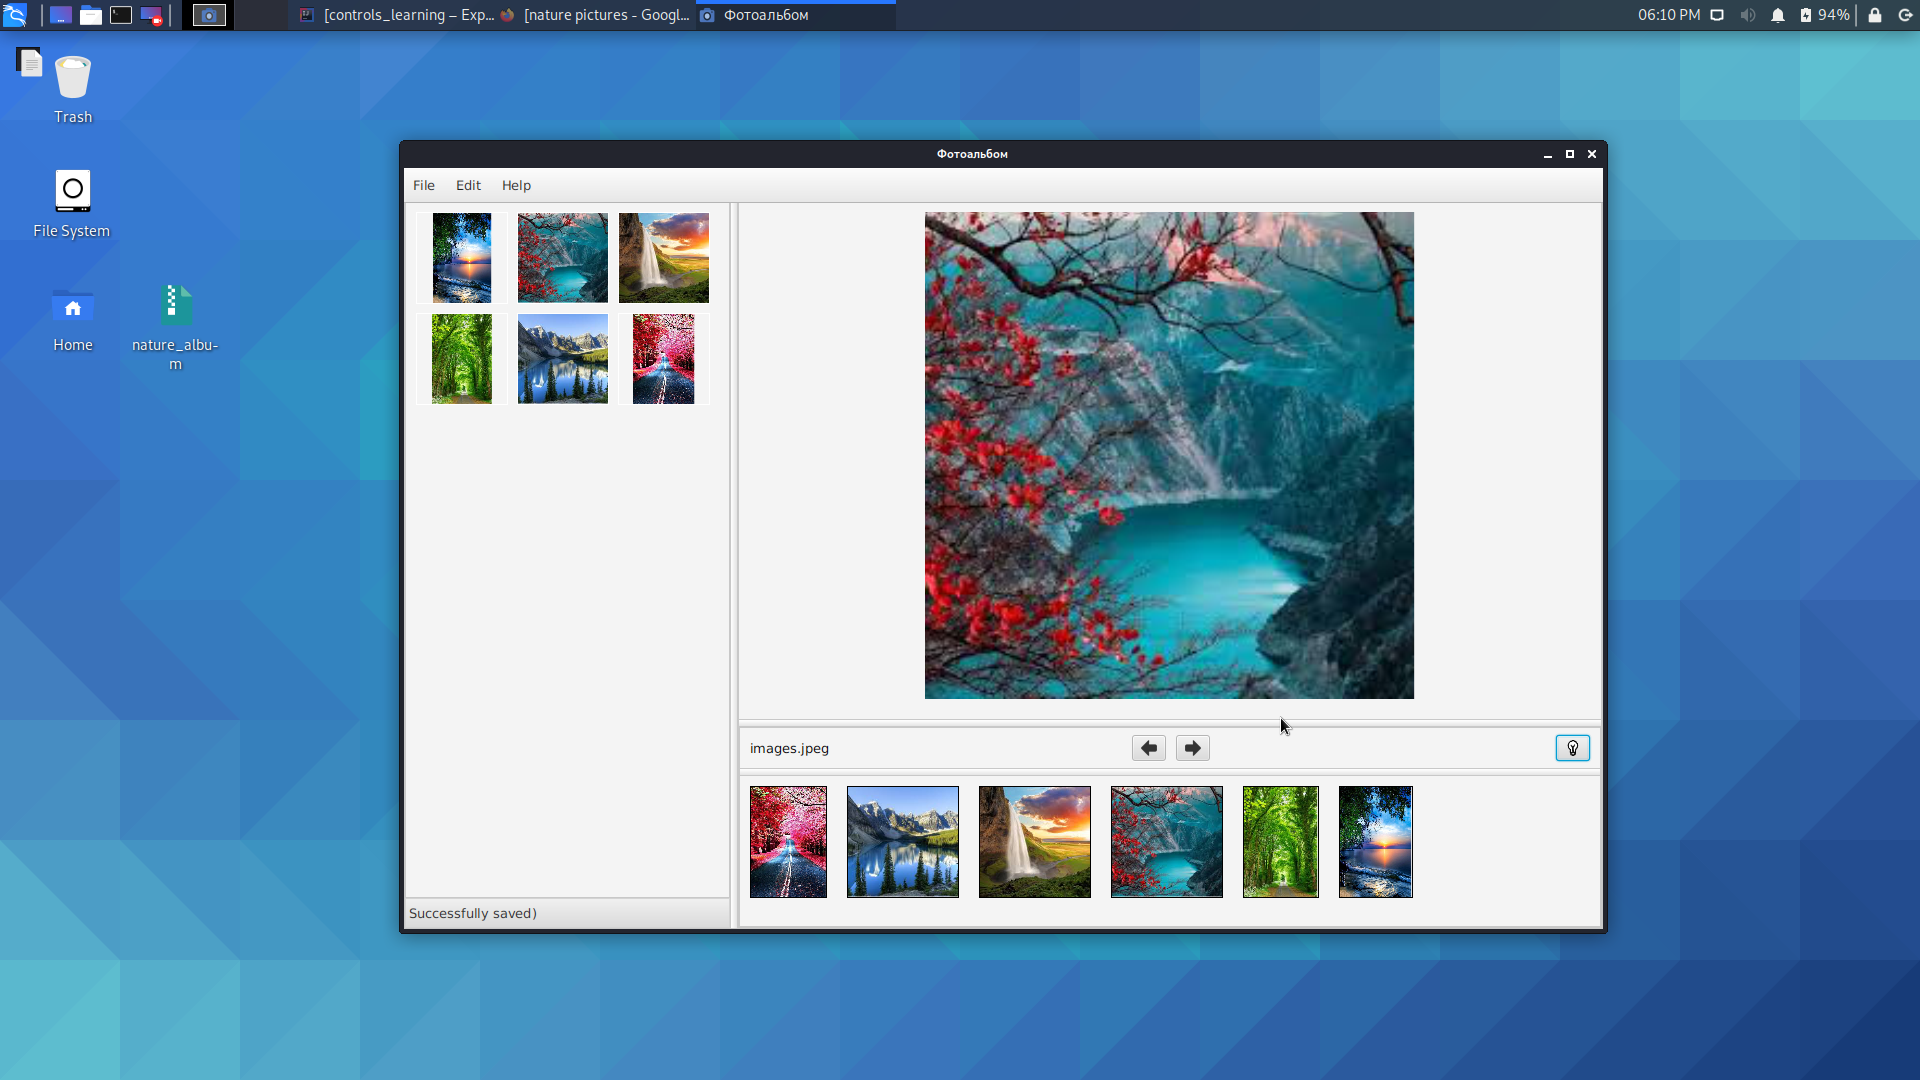 [controls_learning – Exp...
[nature pictures - Googl...
Фотоальбом
06:10 PM
94%
Trash
File System
Home
nature_albu-
m
Фотоальбом
File Edit Help
images.jpeg
Successfully saved)